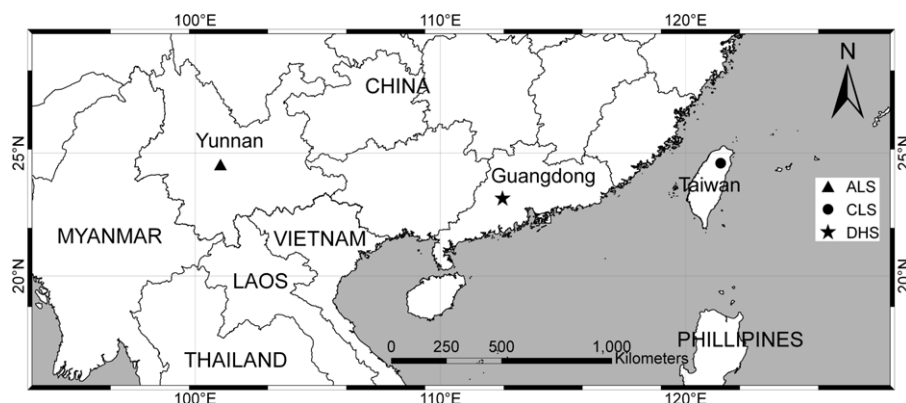 100°E 110°E 120°E
N
CHINA
Yunnan
25°N 25°N
Guangdong
Taiwan
ALS
CLS
DHS
MYANMAR
VIETNAM
LAOS
20°N 20°N
PHILLIPINES
THAILAND
0 250 500 1,000
Kilometers
100°E 110°E 120°E